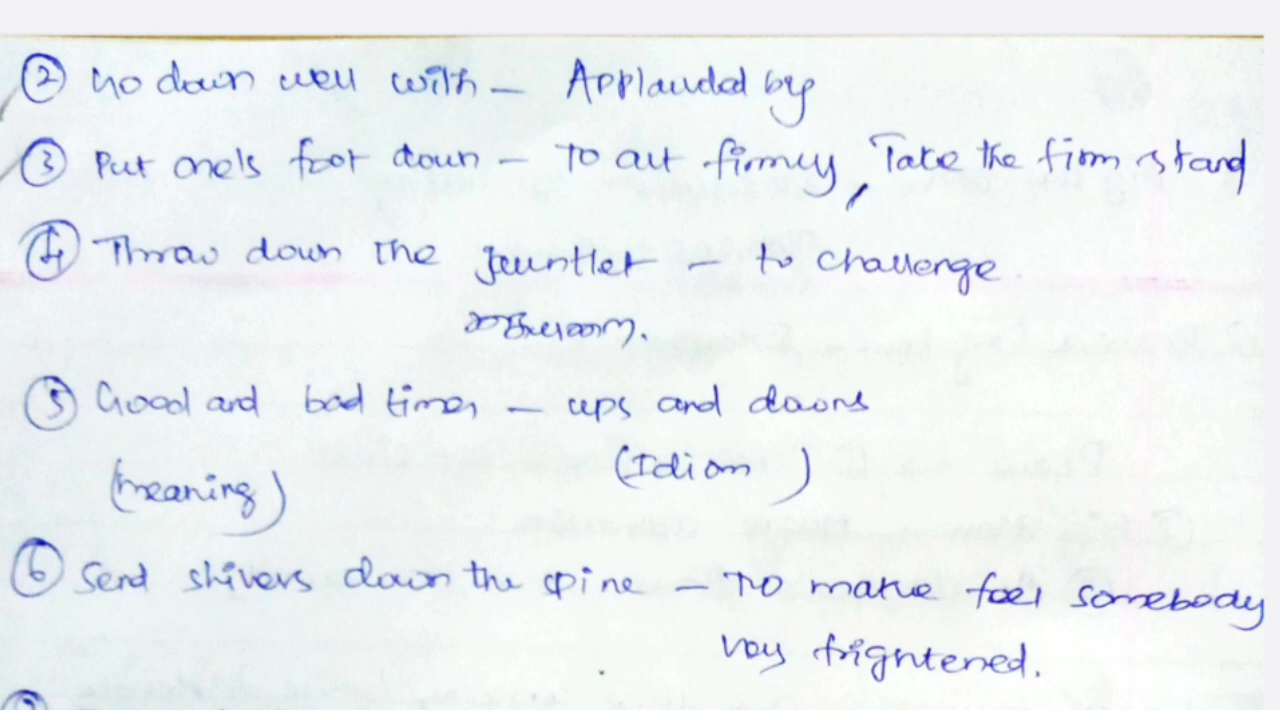 ② Go down well with – Applauded by
③ Put one's foot down – To act firmly, Take the firm stand
④ Throw down the gauntlet – to challenge
⑤ Good and bad times – ups and downs
(meaning) (Idiom)
⑥ Send shivers down the spine – To make feel somebody
very frightened.